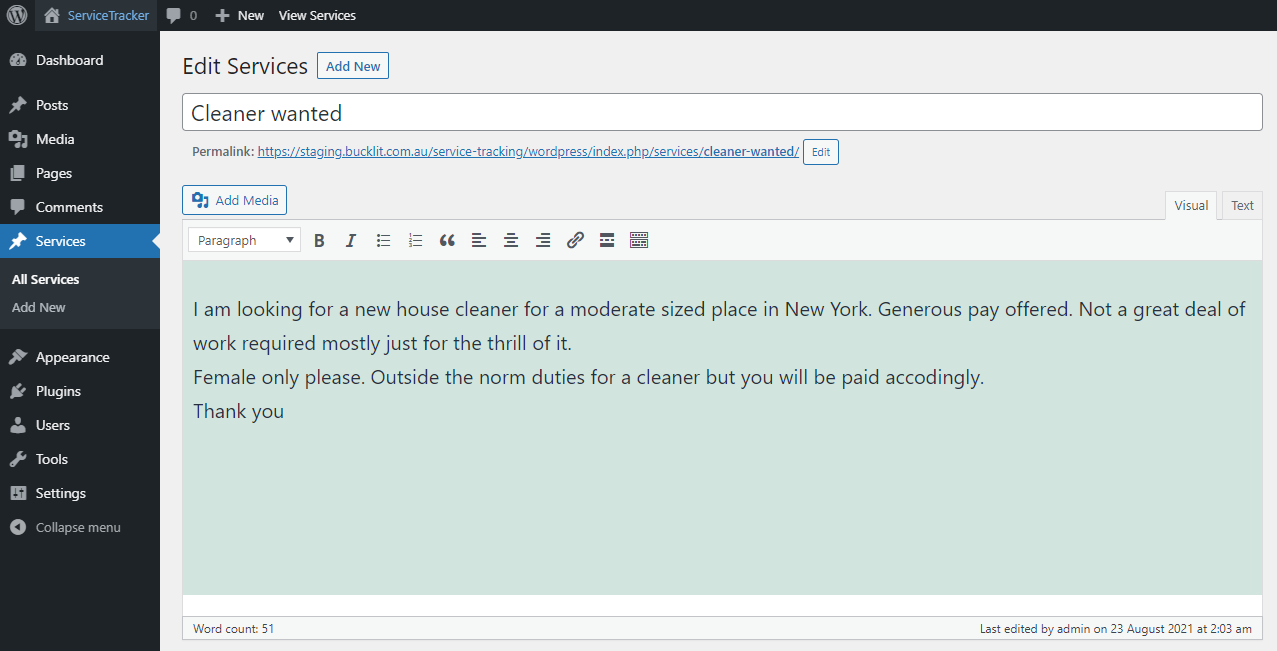 ServiceTracker 0 New View Services
Dashboard
Posts
Media
Pages
Comments
Services
All Services
Add New
Appearance
Plugins
Users
Tools
Settings
Collapse menu
Edit Services Add New
Cleaner wanted
Permalink: https://staging.bucklit.com.au/service-tracking/wordpress/index.php/services/cleaner-wanted/ Edit
Add Media
Visual Text
Paragraph B I
I am looking for a new house cleaner for a moderate sized place in New York. Generous pay offered. Not a great deal of
work required mostly just for the thrill of it.
Female only please. Outside the norm duties for a cleaner but you will be paid accodingly.
Thank you
Word count: 51 Last edited by admin on 23 August 2021 at 2:03 am